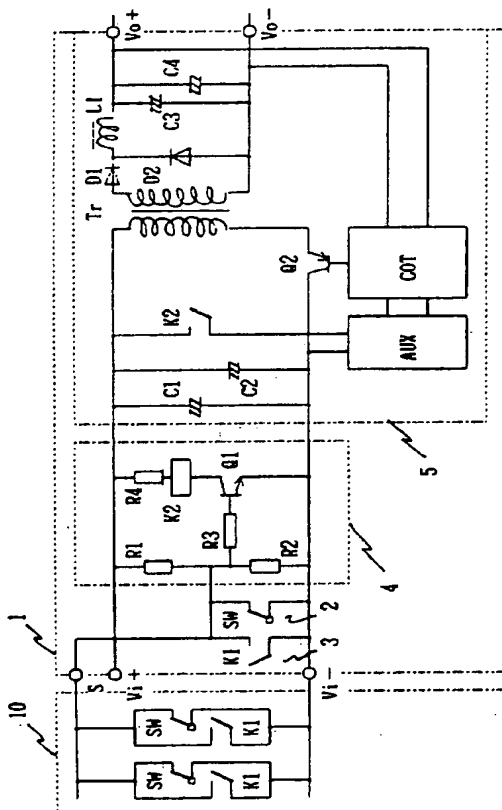 10
1
S
Vi+
Vi-
SW
K1
SW
K1
K1
SW
3
2
R1
R2
R3
R4
K2
Q1
4
C1
C2
K2
AUX
COT
Q2
5
Tr
D1
D2
L1
C3
C4
Vo+
Vo-